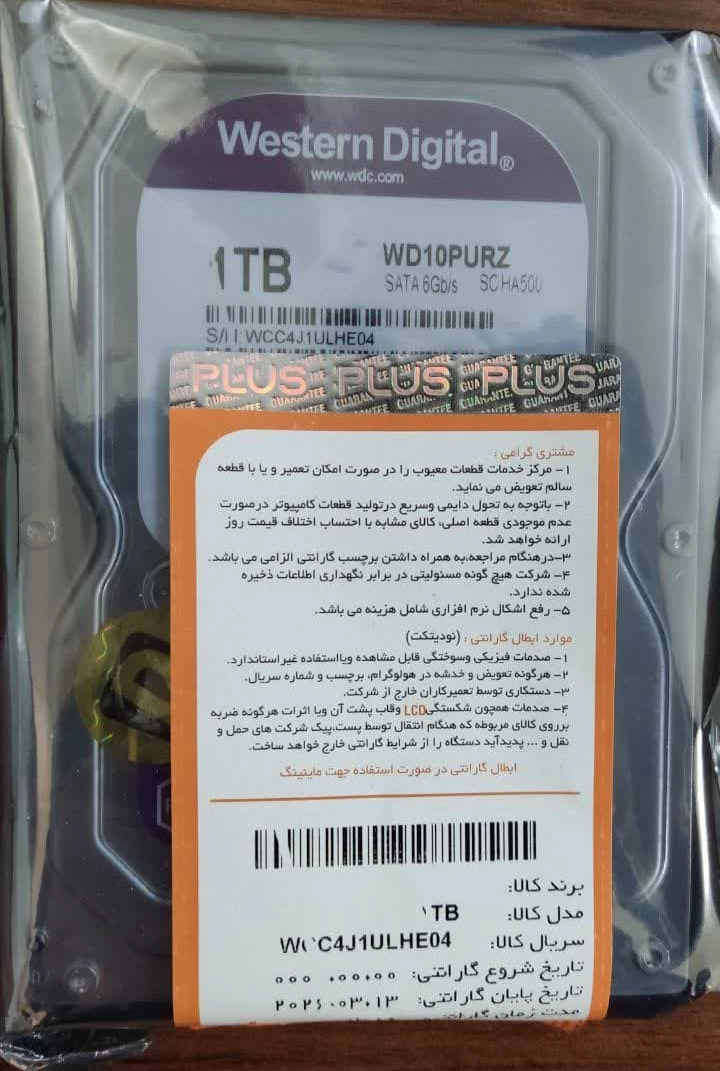 Western Digital®
www.wdc.com
1TB
WD10PURZ
SATA 6Gb/s
WCC4J1ULHE04
PLUS PLUS PLUS
مشتری گرامی :
۱- مرکز خدمات قطعات معیوب را در صورت امکان تعمیر و یا با قطعه
سالم تعویض می نماید.
۲- باتوجه به تحول دایمی وسریع درتولید قطعات کامپیوتر درصورت
عدم موجودی قطعه اصلی، کالای مشابه با احتساب اختلاف قیمت روز
ارائه خواهد شد.
۳-درهنگام مراجعه،به همراه داشتن برچسب گارانتی الزامی می باشد.
۴- شرکت هیچ گونه مسئولیتی در برابر نگهداری اطلاعات ذخیره
شده ندارد.
۵- رفع اشکال نرم افزاری شامل هزینه می باشد.
موارد ابطال گارانتی : (نودیتکت)
۱- صدمات فیزیکی وسوختگی قابل مشاهده ویااستفاده غیراستاندارد.
۲- هرگونه تعویض و خدشه در هولوگرام، برچسب و شماره سریال.
۳- دستکاری توسط تعمیرکاران خارج از شرکت.
۴- صدمات همچون شکستگیLCD وقاب پشت آن ویا اثرات هرگونه ضربه
برروی کالای مربوطه که هنگام انتقال توسط پست،پیک شرکت های حمل و
نقل و ... پدیدآید دستگاه را از شرایط گارانتی خارج خواهد ساخت.
ابطال گارانتی در صورت استفاده جهت ماینینگ
برند کالا:
مدل کالا: 1TB
سریال کالا: WCC4J1ULHE04
تاریخ شروع گارانتی:
تاریخ پایان گارانتی: ۲۰۲۶-۰۳-۱۳